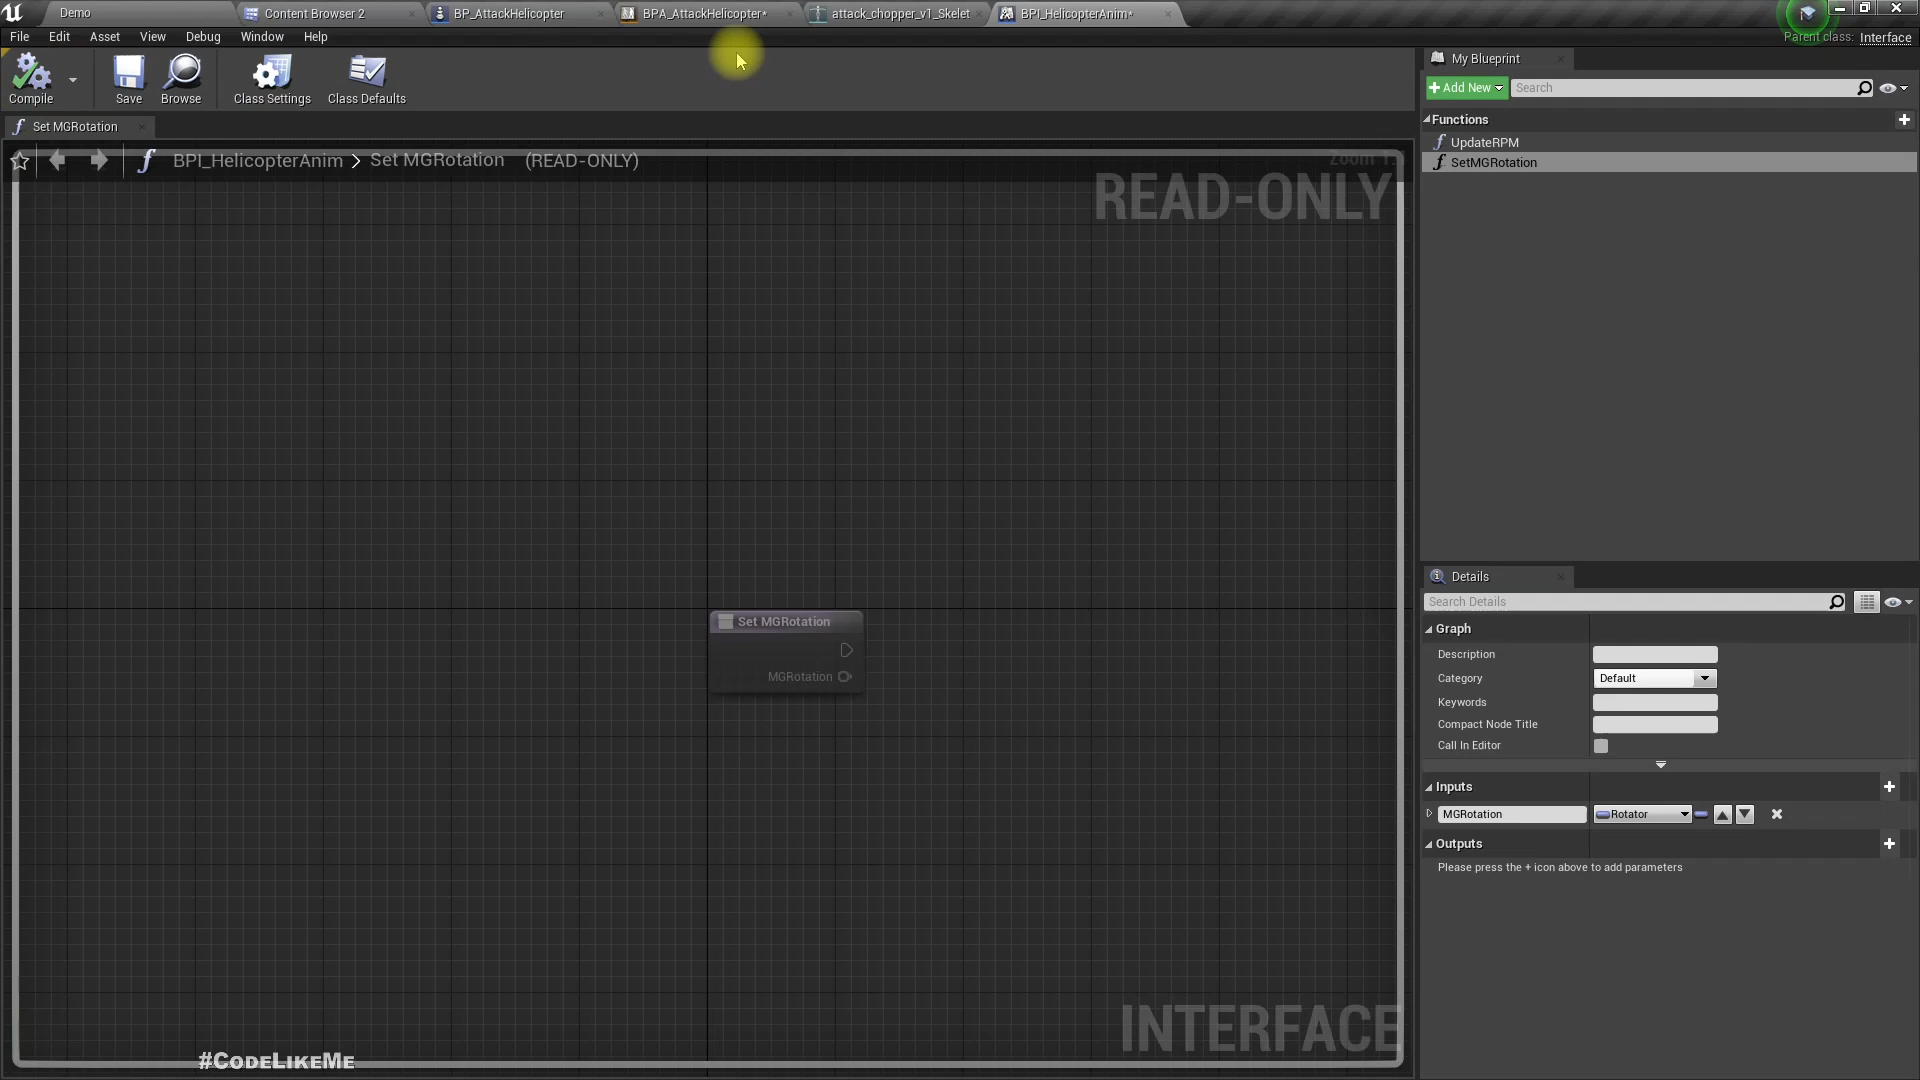 Demo
Content Browser 2
BP_AttackHelicopter
BPA_AttackHelicopter*
attack_chopper_v1_Skelet
BPI_HelicopterAnim*
File Edit Asset View Debug Window Help
Parent class: Interface
Compile
Save
Browse
Class Settings
Class Defaults
My Blueprint
+ Add New
Search
Set MGRotation
BPI_HelicopterAnim > Set MGRotation (READ-ONLY)
READ-ONLY
Functions
UpdateRPM
SetMGRotation
Set MGRotation
MGRotation
INTERFACE
#CodeLikeMe
Details
Search Details
Graph
Description
Category Default
Keywords
Compact Node Title
Call In Editor
Inputs
MGRotation Rotator
Outputs
Please press the + icon above to add parameters